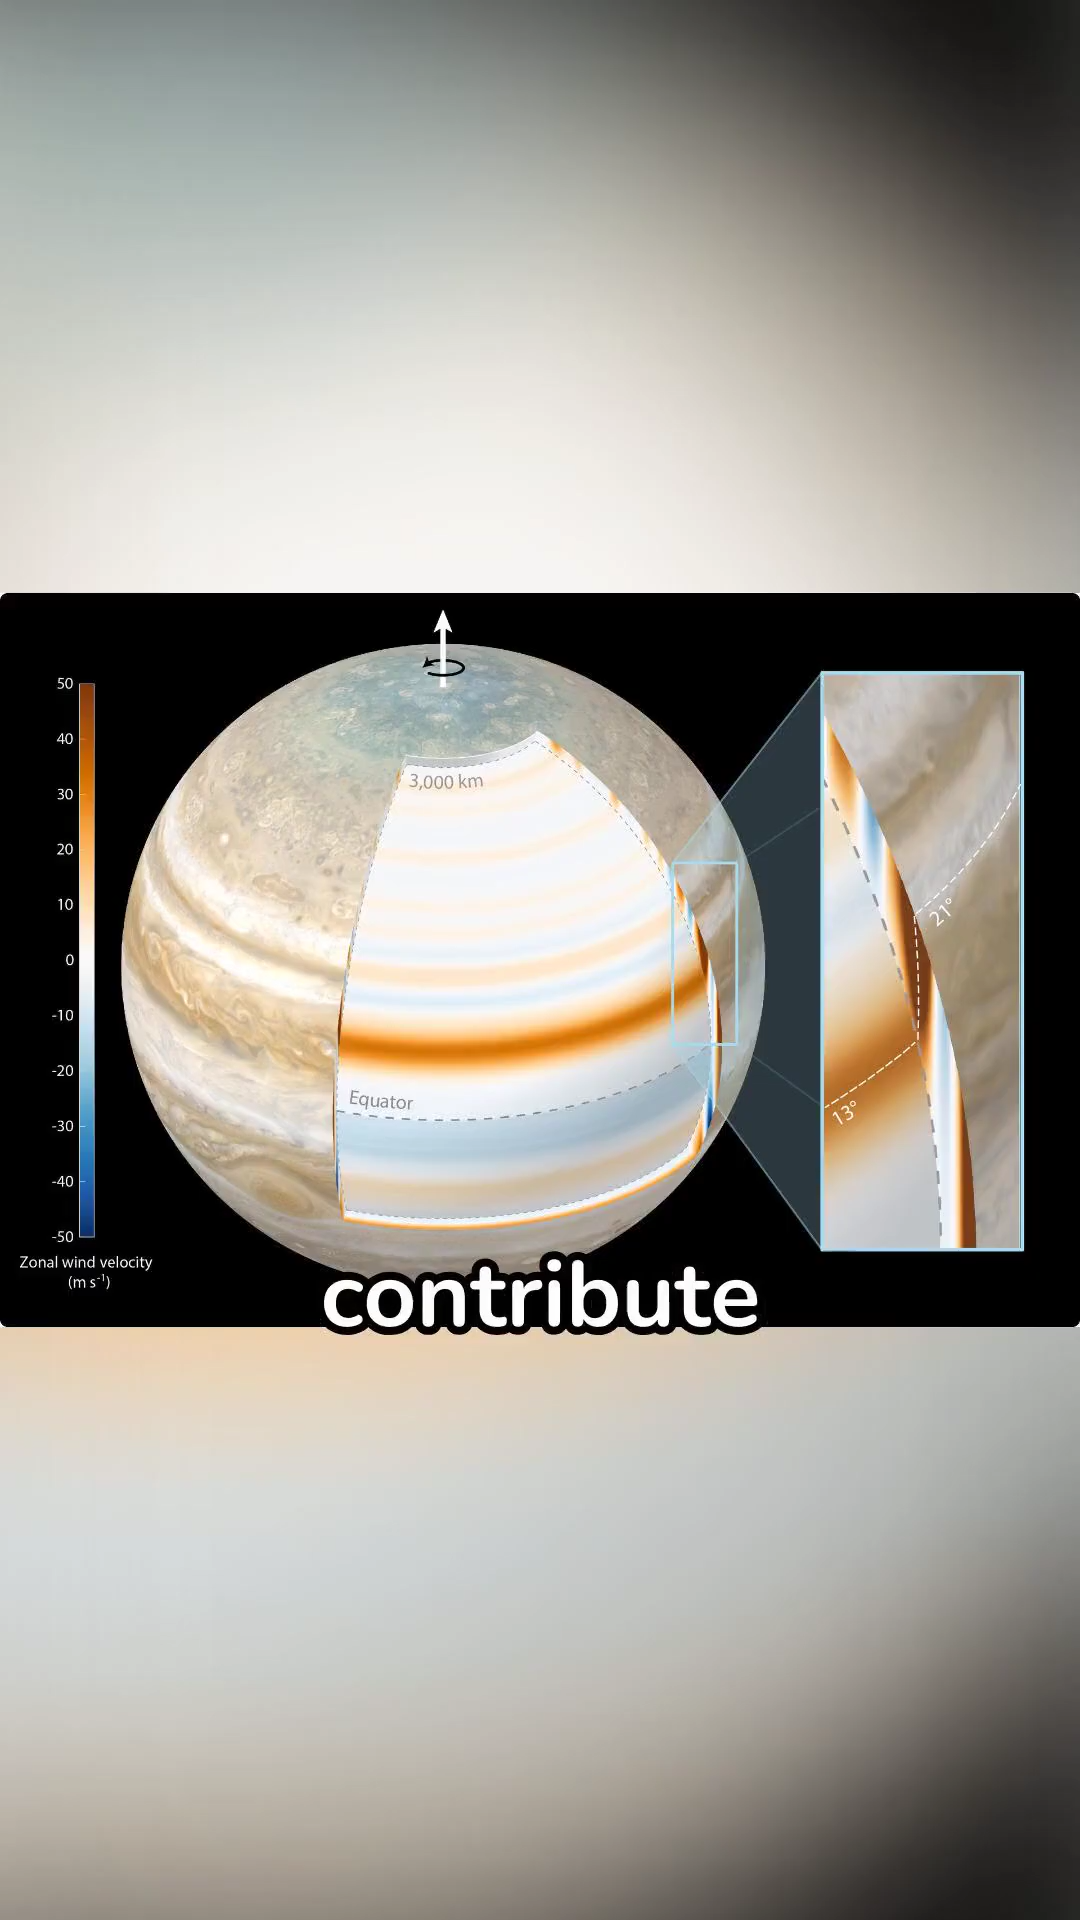 50
40
30
20
10
0
-10
-20
-30
-40
-50
Zonal wind velocity
(m s⁻¹)
3,000 km
Equator
21°
13°
contribute